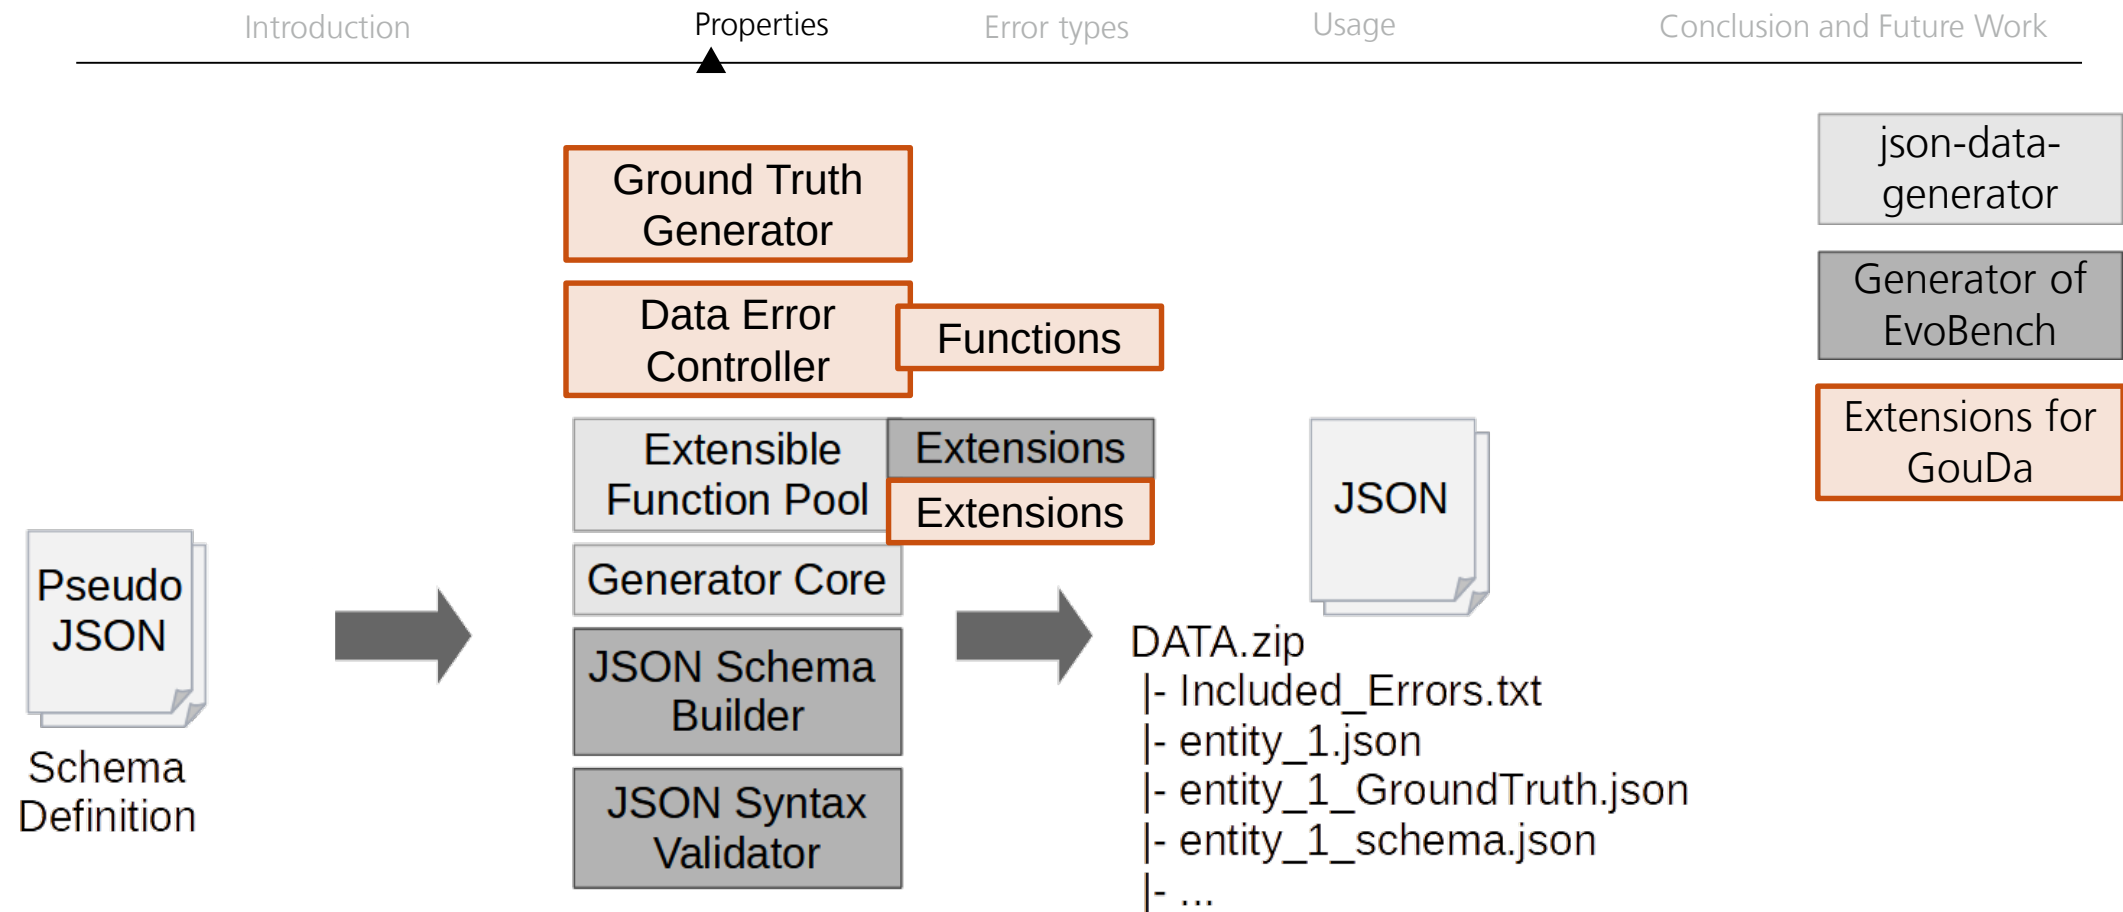 Introduction
Properties
Error types
Usage
Conclusion and Future Work
Ground Truth
Generator
Data Error
Controller
Functions
Extensible
Function Pool
Extensions
Extensions
Generator Core
JSON Schema
Builder
JSON Syntax
Validator
Pseudo
JSON
Schema
Definition
JSON
DATA.zip
|- Included_Errors.txt
|- entity_1.json
|- entity_1_GroundTruth.json
|- entity_1_schema.json
|- ...
json-data-
generator
Generator of
EvoBench
Extensions for
GouDa